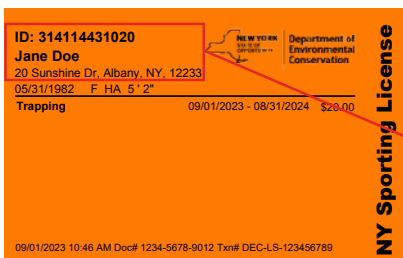 ID: 314114431020
Jane Doe
20 Sunshine Dr, Albany, NY, 12233
05/31/1982 F HA 5 ' 2"
NEW YORK
STATE OF
OPPORTUNITY
Department of
Environmental
Conservation
Trapping 09/01/2023 - 08/31/2024 $20.00
NY Sporting License
09/01/2023 10:46 AM Doc# 1234-5678-9012 Txn# DEC-LS-123456789